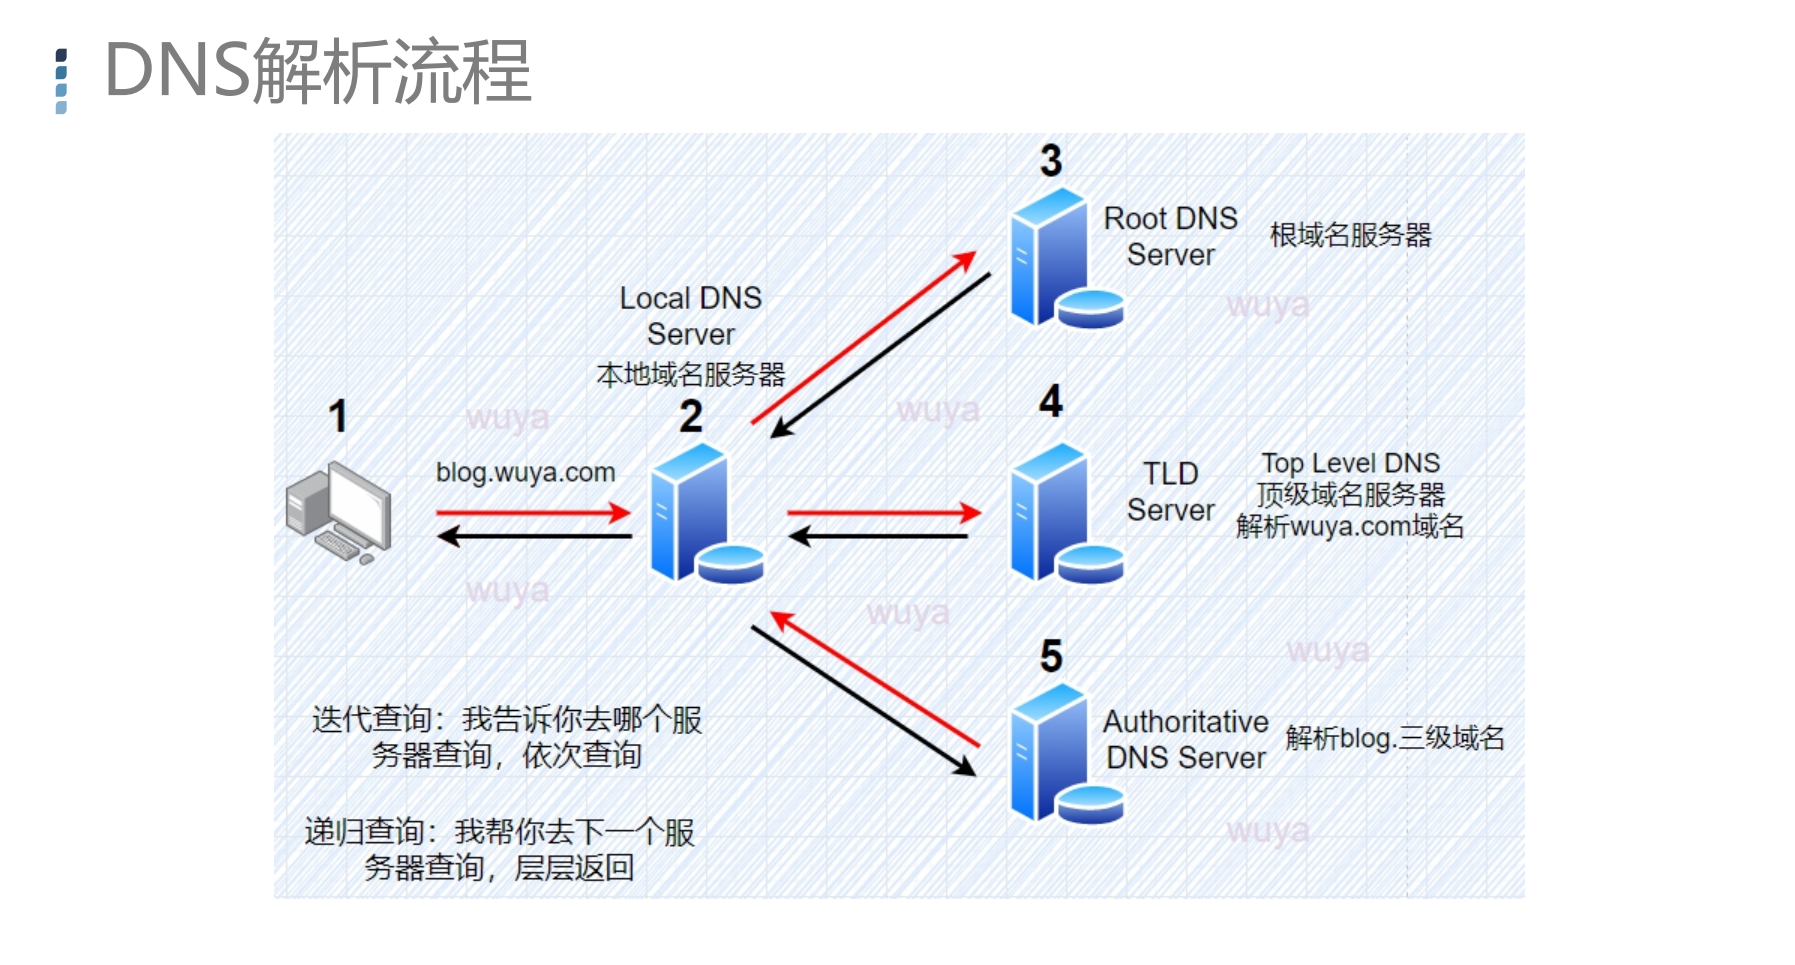 DNS解析流程
3
Root DNS
Server
根域名服务器
wuya
Local DNS
Server
本地域名服务器
1
wuya
2
wuya
4
blog.wuya.com
TLD
Server
Top Level DNS
顶级域名服务器
解析wuya.com域名
wuya
wuya
wuya
5
迭代查询：我告诉你去哪个服
务器查询，依次查询
Authoritative
DNS Server
解析blog.三级域名
递归查询：我帮你去下一个服
务器查询，层层返回
wuya